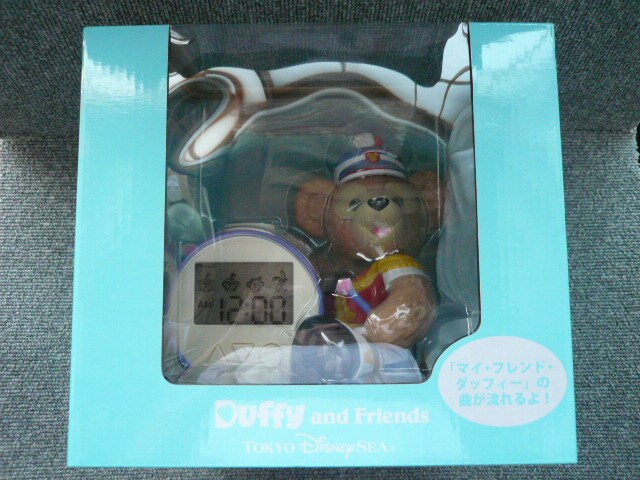 AM 12:00
「マイ・フレンド・
ダッフィー」の
曲が流れるよ!
Duffy and Friends
TOKYO DisneySEA®